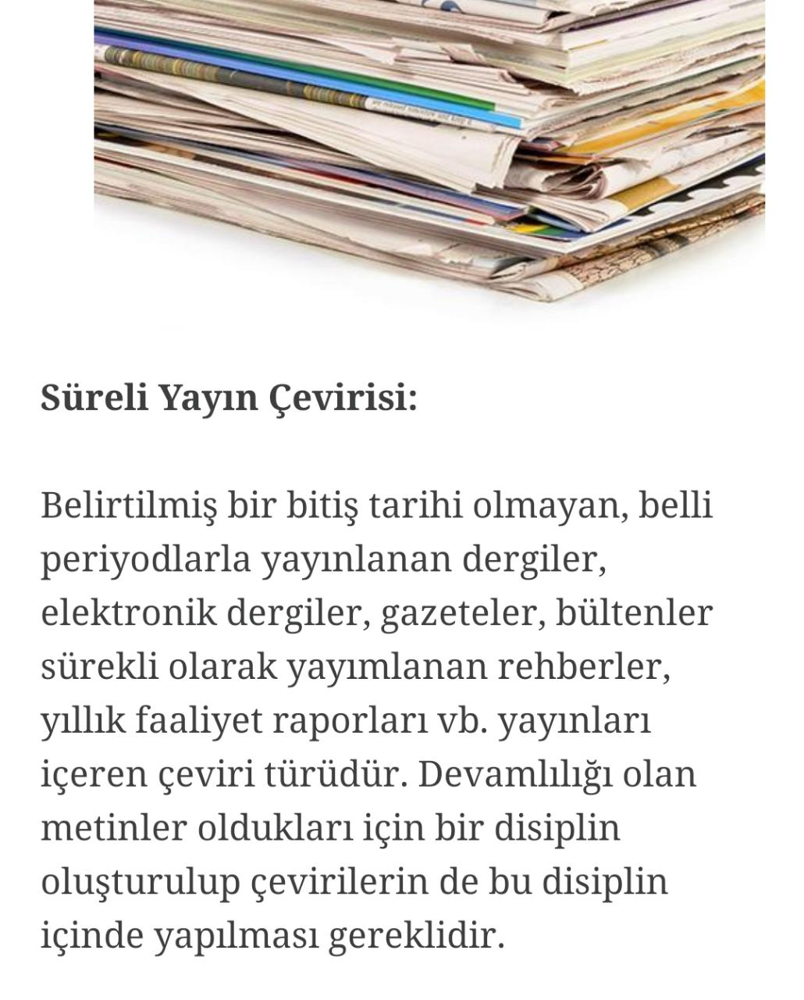 Süreli Yayın Çevirisi:
Belirtilmiş bir bitiş tarihi olmayan, belli
periyodlarla yayınlanan dergiler,
elektronik dergiler, gazeteler, bültenler
sürekli olarak yayımlanan rehberler,
yıllık faaliyet raporları vb. yayınları
içeren çeviri türüdür. Devamlılığı olan
metinler oldukları için bir disiplin
oluşturulup çevirilerin de bu disiplin
içinde yapılması gereklidir.